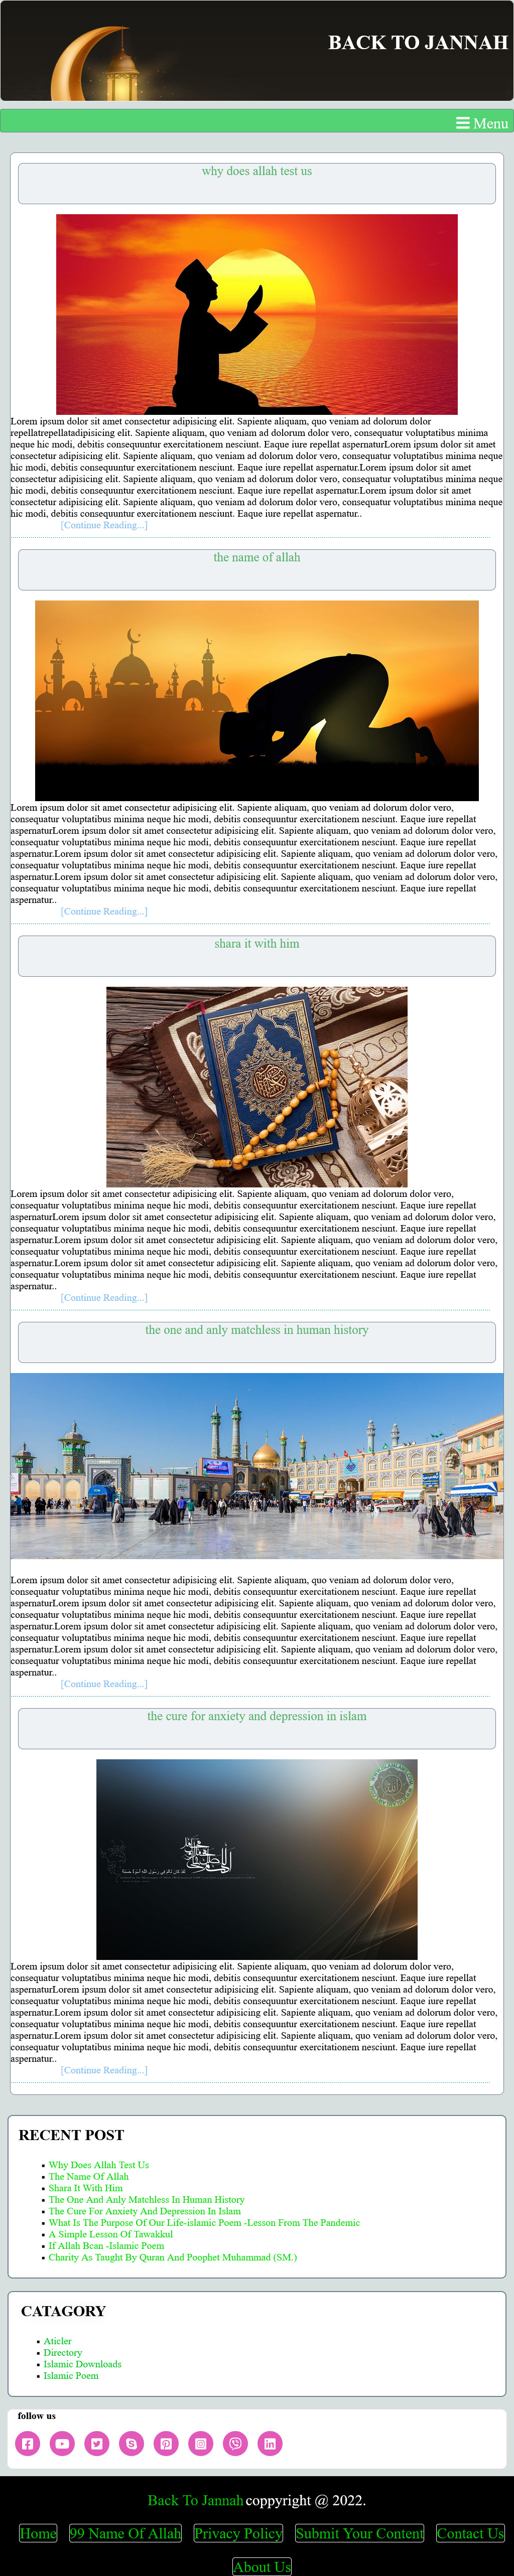 BACK TO JANNAH
Menu
why does allah test us
Lorem ipsum dolor sit amet consectetur adipisicing elit. Sapiente aliquam, quo veniam ad dolorum dolor
repellatrepellatadipisicing elit. Sapiente aliquam, quo veniam ad dolorum dolor vero, consequatur voluptatibus minima
neque hic modi, debitis consequuntur exercitationem nesciunt. Eaque iure repellat aspernaturLorem ipsum dolor sit amet
consectetur adipisicing elit. Sapiente aliquam, quo veniam ad dolorum dolor vero, consequatur voluptatibus minima neque
hic modi, debitis consequuntur exercitationem nesciunt. Eaque iure repellat aspernatur.Lorem ipsum dolor sit amet
consectetur adipisicing elit. Sapiente aliquam, quo veniam ad dolorum dolor vero, consequatur voluptatibus minima neque
hic modi, debitis consequuntur exercitationem nesciunt. Eaque iure repellat aspernatur.Lorem ipsum dolor sit amet
consectetur adipisicing elit. Sapiente aliquam, quo veniam ad dolorum dolor vero, consequatur voluptatibus minima neque
hic modi, debitis consequuntur exercitationem nesciunt. Eaque iure repellat aspernatur..
[Continue Reading...]
the name of allah
Lorem ipsum dolor sit amet consectetur adipisicing elit. Sapiente aliquam, quo veniam ad dolorum dolor vero,
consequatur voluptatibus minima neque hic modi, debitis consequuntur exercitationem nesciunt. Eaque iure repellat
aspernaturLorem ipsum dolor sit amet consectetur adipisicing elit. Sapiente aliquam, quo veniam ad dolorum dolor vero,
consequatur voluptatibus minima neque hic modi, debitis consequuntur exercitationem nesciunt. Eaque iure repellat
aspernatur.Lorem ipsum dolor sit amet consectetur adipisicing elit. Sapiente aliquam, quo veniam ad dolorum dolor vero,
consequatur voluptatibus minima neque hic modi, debitis consequuntur exercitationem nesciunt. Eaque iure repellat
aspernatur.Lorem ipsum dolor sit amet consectetur adipisicing elit. Sapiente aliquam, quo veniam ad dolorum dolor vero,
consequatur voluptatibus minima neque hic modi, debitis consequuntur exercitationem nesciunt. Eaque iure repellat
aspernatur..
[Continue Reading...]
shara it with him
Lorem ipsum dolor sit amet consectetur adipisicing elit. Sapiente aliquam, quo veniam ad dolorum dolor vero,
consequatur voluptatibus minima neque hic modi, debitis consequuntur exercitationem nesciunt. Eaque iure repellat
aspernaturLorem ipsum dolor sit amet consectetur adipisicing elit. Sapiente aliquam, quo veniam ad dolorum dolor vero,
consequatur voluptatibus minima neque hic modi, debitis consequuntur exercitationem nesciunt. Eaque iure repellat
aspernatur.Lorem ipsum dolor sit amet consectetur adipisicing elit. Sapiente aliquam, quo veniam ad dolorum dolor vero,
consequatur voluptatibus minima neque hic modi, debitis consequuntur exercitationem nesciunt. Eaque iure repellat
aspernatur.Lorem ipsum dolor sit amet consectetur adipisicing elit. Sapiente aliquam, quo veniam ad dolorum dolor vero,
consequatur voluptatibus minima neque hic modi, debitis consequuntur exercitationem nesciunt. Eaque iure repellat
aspernatur..
[Continue Reading...]
the one and anly matchless in human history
Lorem ipsum dolor sit amet consectetur adipisicing elit. Sapiente aliquam, quo veniam ad dolorum dolor vero,
consequatur voluptatibus minima neque hic modi, debitis consequuntur exercitationem nesciunt. Eaque iure repellat
aspernaturLorem ipsum dolor sit amet consectetur adipisicing elit. Sapiente aliquam, quo veniam ad dolorum dolor vero,
consequatur voluptatibus minima neque hic modi, debitis consequuntur exercitationem nesciunt. Eaque iure repellat
aspernatur.Lorem ipsum dolor sit amet consectetur adipisicing elit. Sapiente aliquam, quo veniam ad dolorum dolor vero,
consequatur voluptatibus minima neque hic modi, debitis consequuntur exercitationem nesciunt. Eaque iure repellat
aspernatur.Lorem ipsum dolor sit amet consectetur adipisicing elit. Sapiente aliquam, quo veniam ad dolorum dolor vero,
consequatur voluptatibus minima neque hic modi, debitis consequuntur exercitationem nesciunt. Eaque iure repellat
aspernatur..
[Continue Reading...]
the cure for anxiety and depression in islam
Lorem ipsum dolor sit amet consectetur adipisicing elit. Sapiente aliquam, quo veniam ad dolorum dolor vero,
consequatur voluptatibus minima neque hic modi, debitis consequuntur exercitationem nesciunt. Eaque iure repellat
aspernaturLorem ipsum dolor sit amet consectetur adipisicing elit. Sapiente aliquam, quo veniam ad dolorum dolor vero,
consequatur voluptatibus minima neque hic modi, debitis consequuntur exercitationem nesciunt. Eaque iure repellat
aspernatur.Lorem ipsum dolor sit amet consectetur adipisicing elit. Sapiente aliquam, quo veniam ad dolorum dolor vero,
consequatur voluptatibus minima neque hic modi, debitis consequuntur exercitationem nesciunt. Eaque iure repellat
aspernatur.Lorem ipsum dolor sit amet consectetur adipisicing elit. Sapiente aliquam, quo veniam ad dolorum dolor vero,
consequatur voluptatibus minima neque hic modi, debitis consequuntur exercitationem nesciunt. Eaque iure repellat
aspernatur..
[Continue Reading...]
RECENT POST
Why Does Allah Test Us
The Name Of Allah
Shara It With Him
The One And Anly Matchless In Human History
The Cure For Anxiety And Depression In Islam
What Is The Purpose Of Our Life-islamic Poem -Lesson From The Pandemic
A Simple Lesson Of Tawakkul
If Allah Bcan -Islamic Poem
Charity As Taught By Quran And Poophet Muhammad (SM.)
CATAGORY
Aticler
Directory
Islamic Downloads
Islamic Poem
follow us
Back To Jannah coppyright @ 2022.
Home 99 Name Of Allah Privacy Policy Submit Your Content Contact Us
About Us